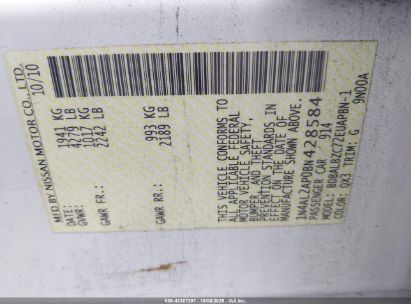 MFD BY NISSAN MOTOR CO., LTD.
DATE: 10/10
GVWR: 1941 KG
4279 LB
GAWR FR: 1017 KG
2242 LB
GAWR RR: 993 KG
2189 LB
THIS VEHICLE CONFORMS TO
ALL APPLICABLE FEDERAL
MOTOR VEHICLE SAFETY,
BUMPER, AND THEFT
PREVENTION STANDARDS IN
EFFECT ON THE DATE OF
MANUFACTURE SHOWN ABOVE.
1N4AL2AP0BN428584
PASSENGER CAR 914
MODEL: BDBALBZC72EUAPBN-1
COLOR: QX3 TRIM: G 9N00A